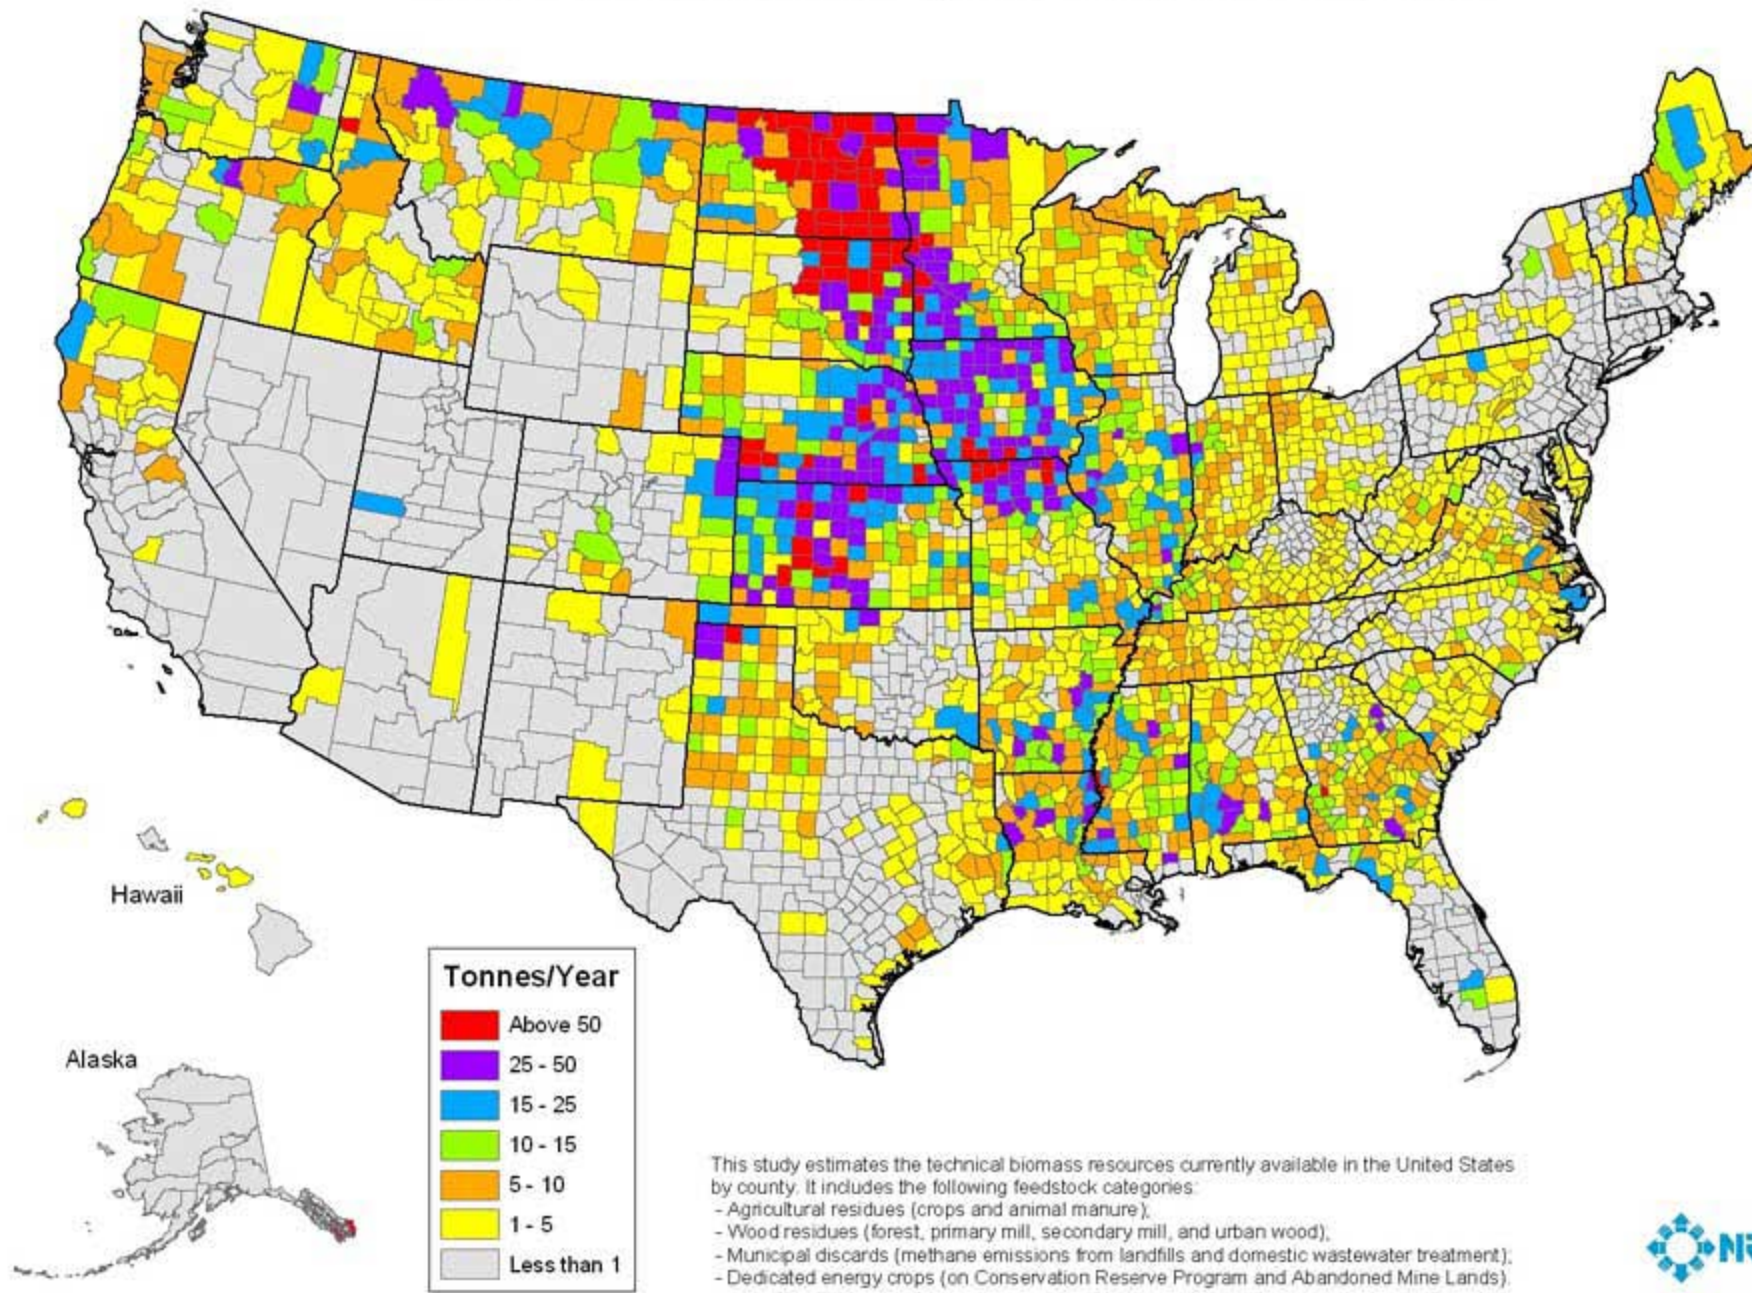 Hawaii
Alaska
Tonnes/Year
Above 50
25 - 50
15 - 25
10 - 15
5 - 10
1 - 5
Less than 1
This study estimates the technical biomass resources currently available in the United States
by county. It includes the following feedstock categories:
- Agricultural residues (crops and animal manure);
- Wood residues (forest, primary mill, secondary mill, and urban wood);
- Municipal discards (methane emissions from landfills and domestic wastewater treatment);
- Dedicated energy crops (on Conservation Reserve Program and Abandoned Mine Lands).